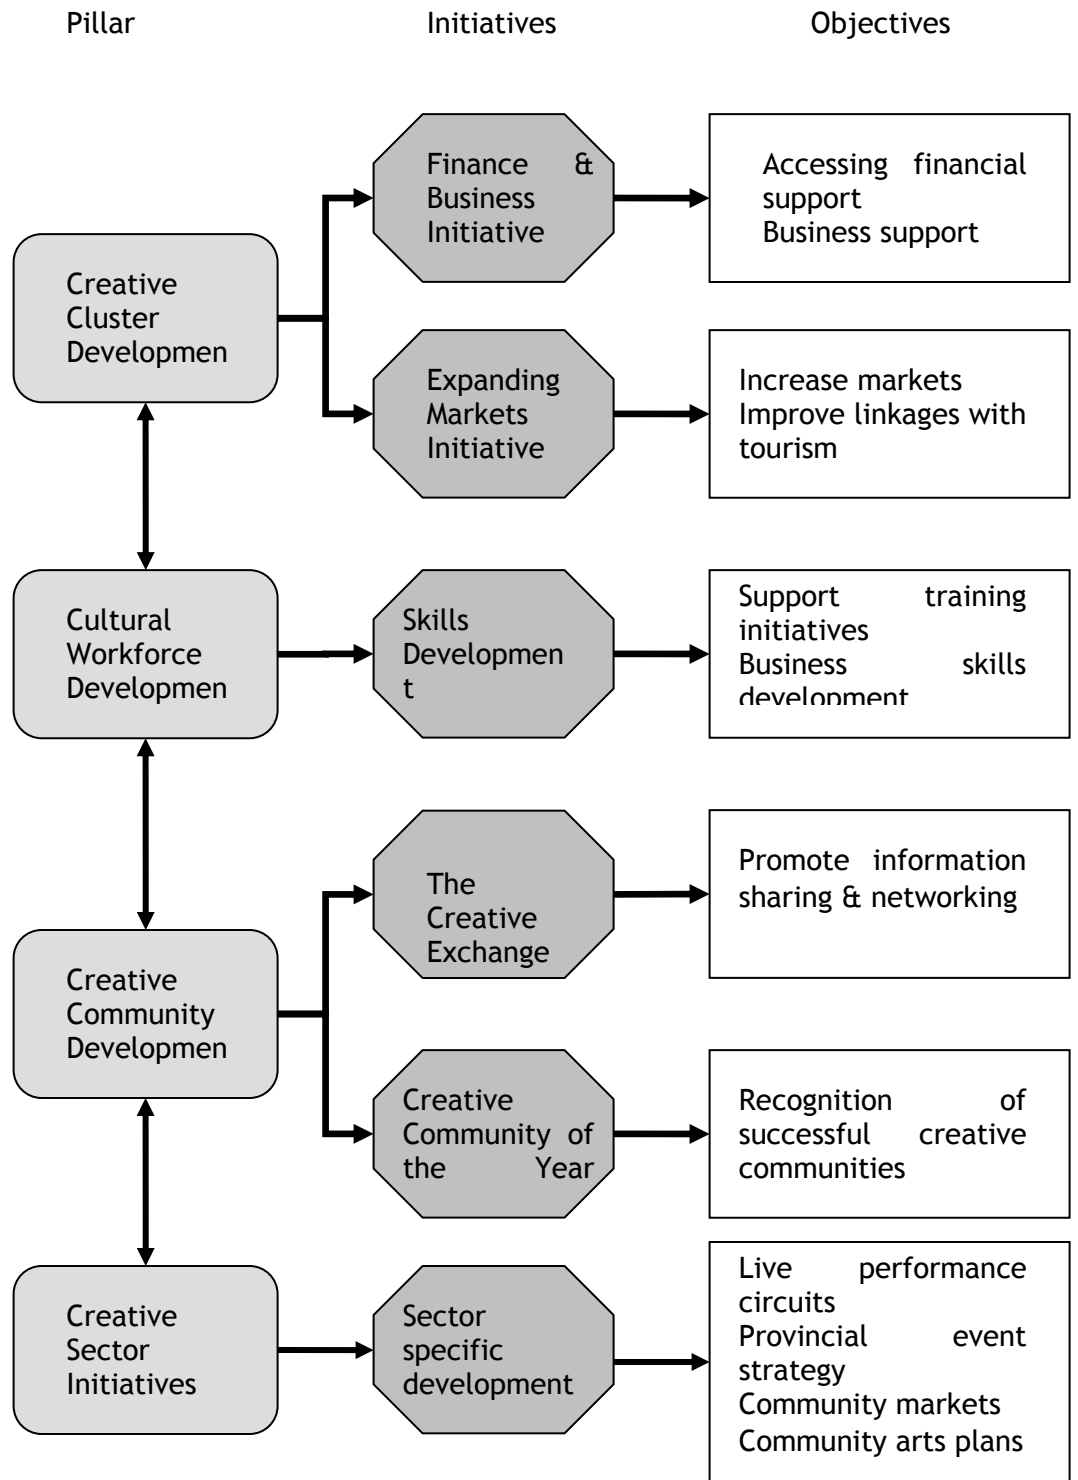 Pillar Initiatives Objectives
Creative
Cluster
Developmen
Finance &
Business
Initiative
Accessing financial
support
Business support
Expanding
Markets
Initiative
Increase markets
Improve linkages with
tourism
Cultural
Workforce
Developmen
Skills
Developmen
t
Support training
initiatives
Business skills
development
Creative
Community
Developmen
The
Creative
Exchange
Promote information
sharing & networking
Creative
Community of
the Year
Recognition of
successful creative
communities
Creative
Sector
Initiatives
Sector
specific
development
Live performance
circuits
Provincial event
strategy
Community markets
Community arts plans